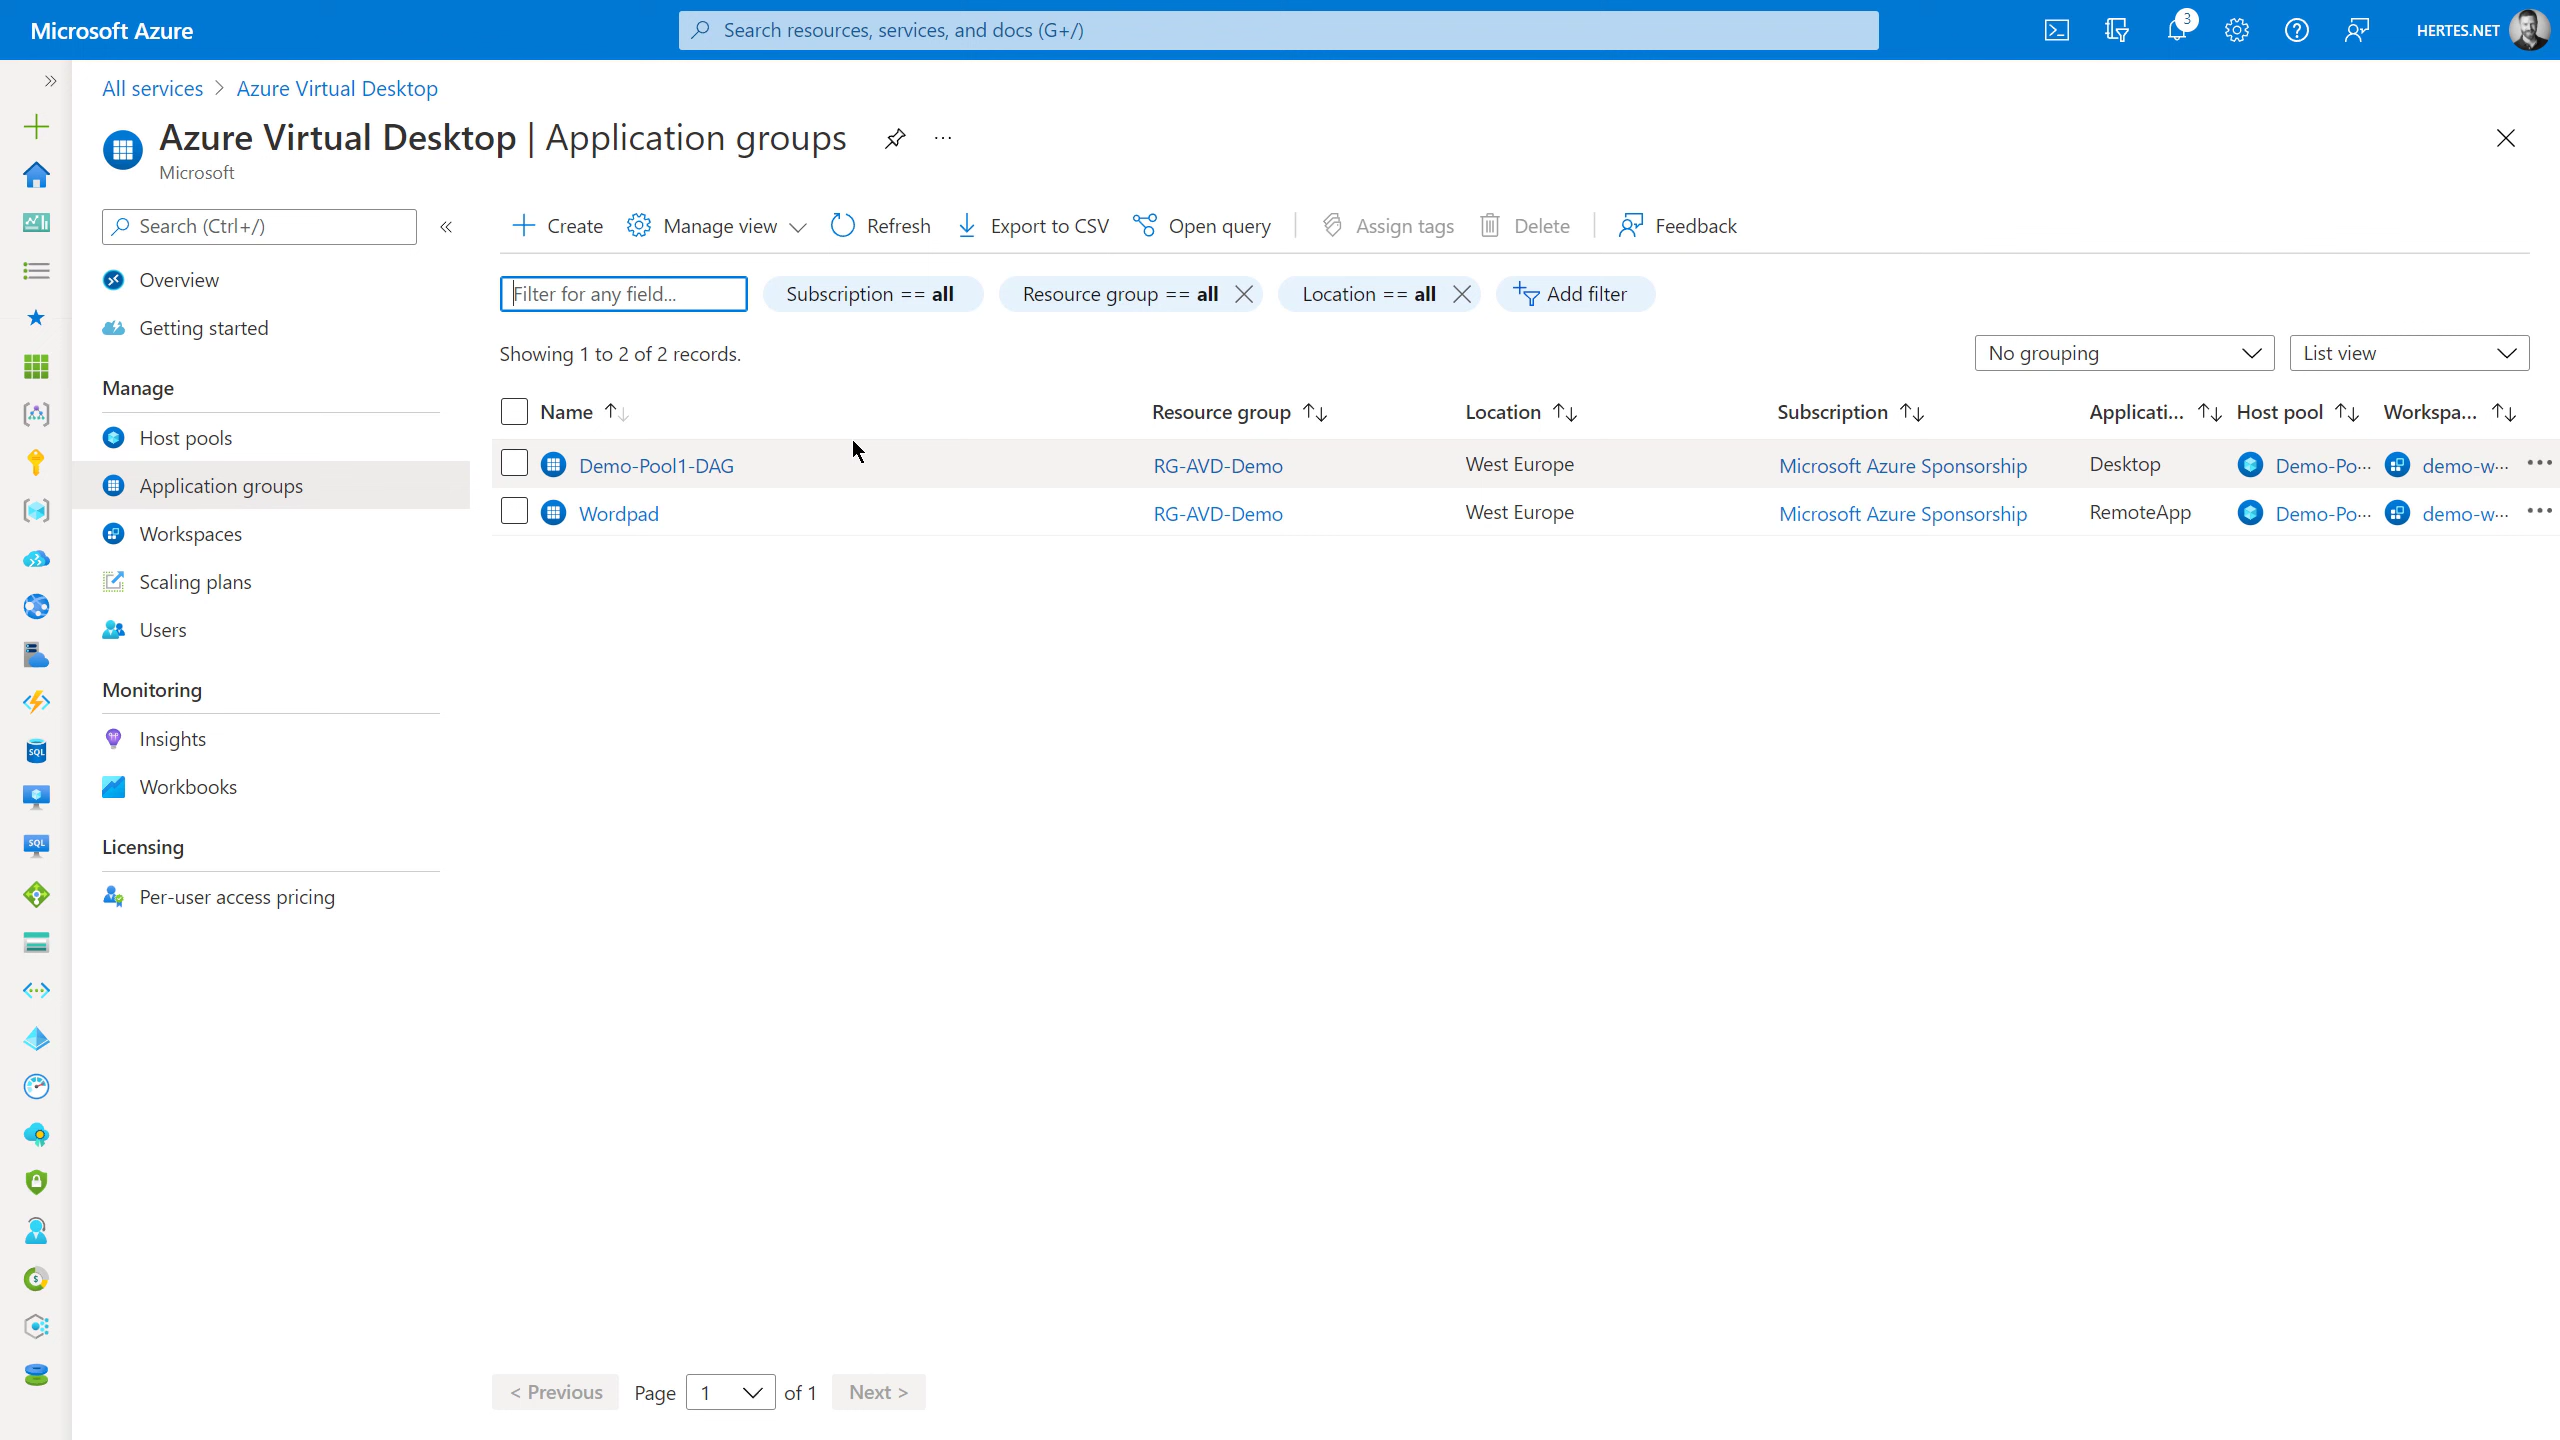 Microsoft Azure
Search resources, services, and docs (G+/)
3
HERTES.NET
All services > Azure Virtual Desktop
Azure Virtual Desktop | Application groups
Microsoft
Search (Ctrl+/)
Overview
Getting started
Manage
Host pools
Application groups
Workspaces
Scaling plans
Users
Monitoring
Insights
Workbooks
Licensing
Per-user access pricing
Create Manage view Refresh Export to CSV Open query Assign tags Delete Feedback
Filter for any field... Subscription == all Resource group == all Location == all Add filter
Showing 1 to 2 of 2 records. No grouping List view
Name Resource group Location Subscription Applicati... Host pool Workspa...
Demo-Pool1-DAG RG-AVD-Demo West Europe Microsoft Azure Sponsorship Desktop Demo-Po... demo-w...
Wordpad RG-AVD-Demo West Europe Microsoft Azure Sponsorship RemoteApp Demo-Po... demo-w...
< Previous Page 1 of 1 Next >
SQL
SQL